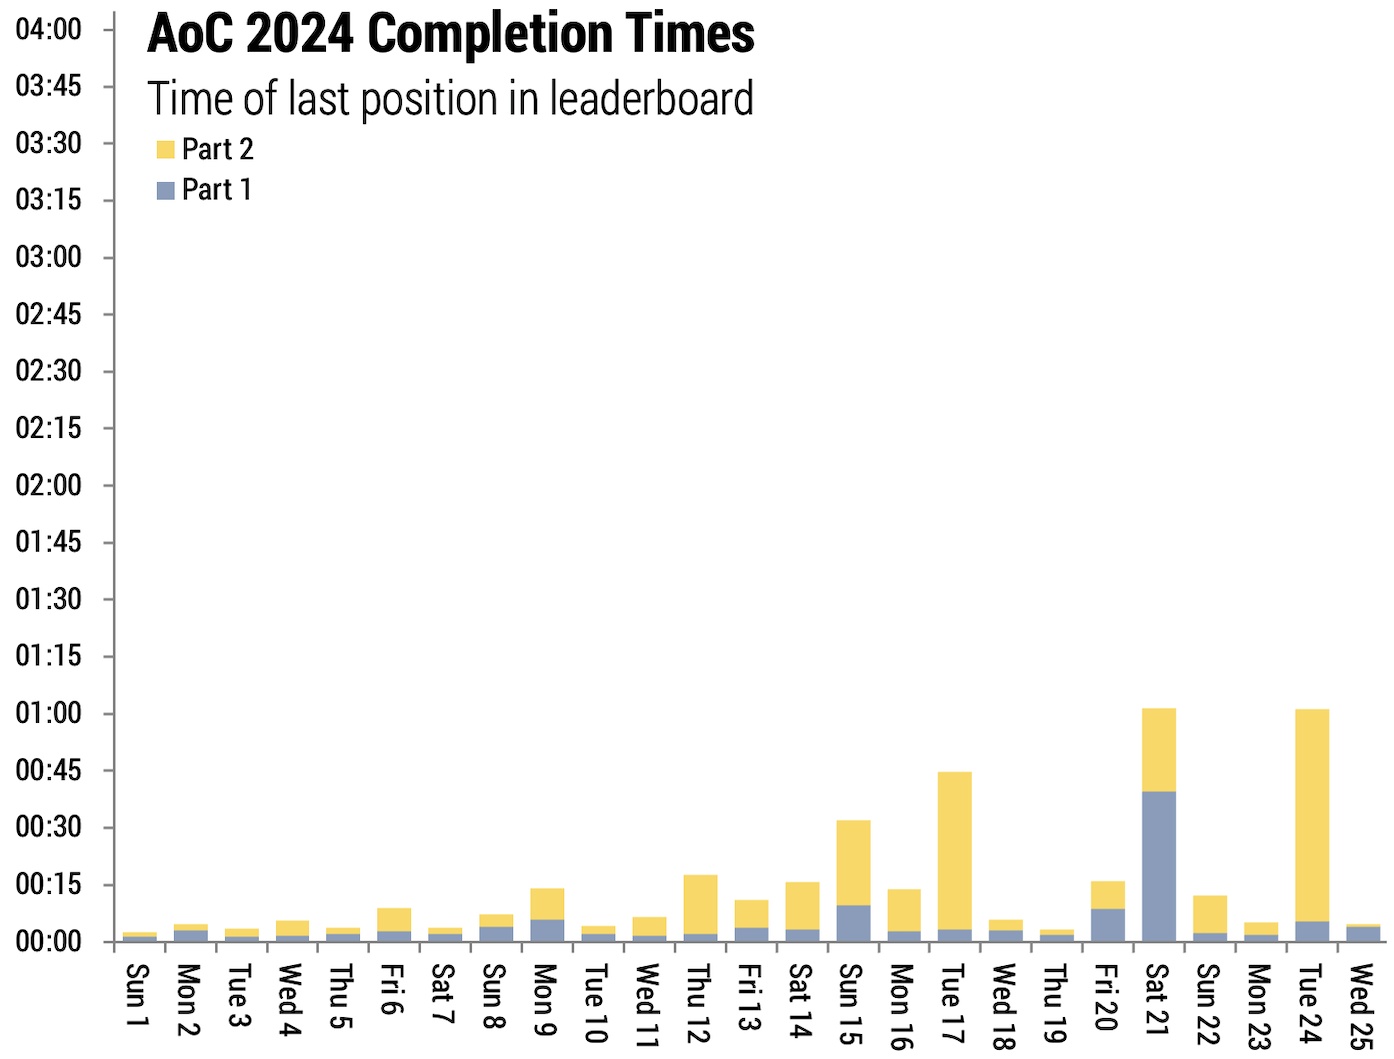 AoC 2024 Completion Times
Time of last position in leaderboard
Part 2
Part 1
04:00
03:45
03:30
03:15
03:00
02:45
02:30
02:15
02:00
01:45
01:30
01:15
01:00
00:45
00:30
00:15
00:00
Sun 1
Mon 2
Tue 3
Wed 4
Thu 5
Fri 6
Sat 7
Sun 8
Mon 9
Tue 10
Wed 11
Thu 12
Fri 13
Sat 14
Sun 15
Mon 16
Tue 17
Wed 18
Thu 19
Fri 20
Sat 21
Sun 22
Mon 23
Tue 24
Wed 25